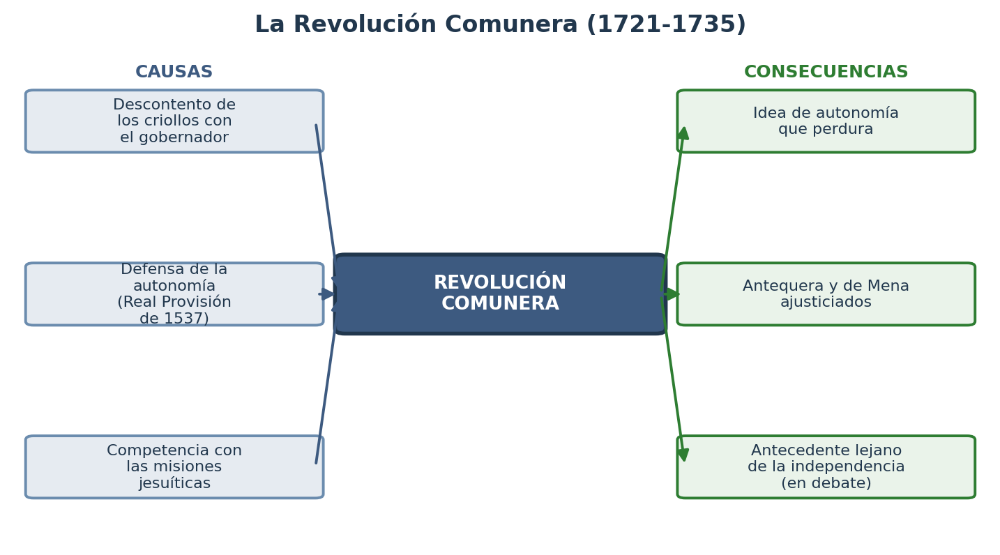 La Revolución Comunera (1721-1735)
CAUSAS
Descontento de
los criollos con
el gobernador
Defensa de la
autonomía
(Real Provisión
de 1537)
Competencia con
las misiones
jesuíticas
REVOLUCIÓN
COMUNERA
CONSECUENCIAS
Idea de autonomía
que perdura
Antequera y de Mena
ajusticiados
Antecedente lejano
de la independencia
(en debate)